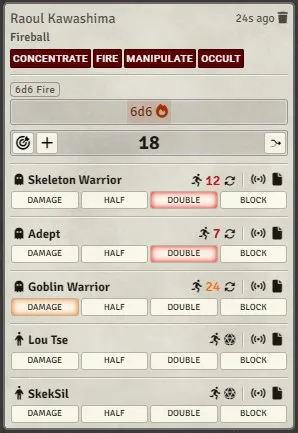 Raoul Kawashima 24s ago
Fireball
CONCENTRATE FIRE MANIPULATE OCCULT
6d6 Fire
6d6
18
Skeleton Warrior 12
DAMAGE HALF DOUBLE BLOCK
Adept 7
DAMAGE HALF DOUBLE BLOCK
Goblin Warrior 24
DAMAGE HALF DOUBLE BLOCK
Lou Tse
DAMAGE HALF DOUBLE BLOCK
SkekSil
DAMAGE HALF DOUBLE BLOCK